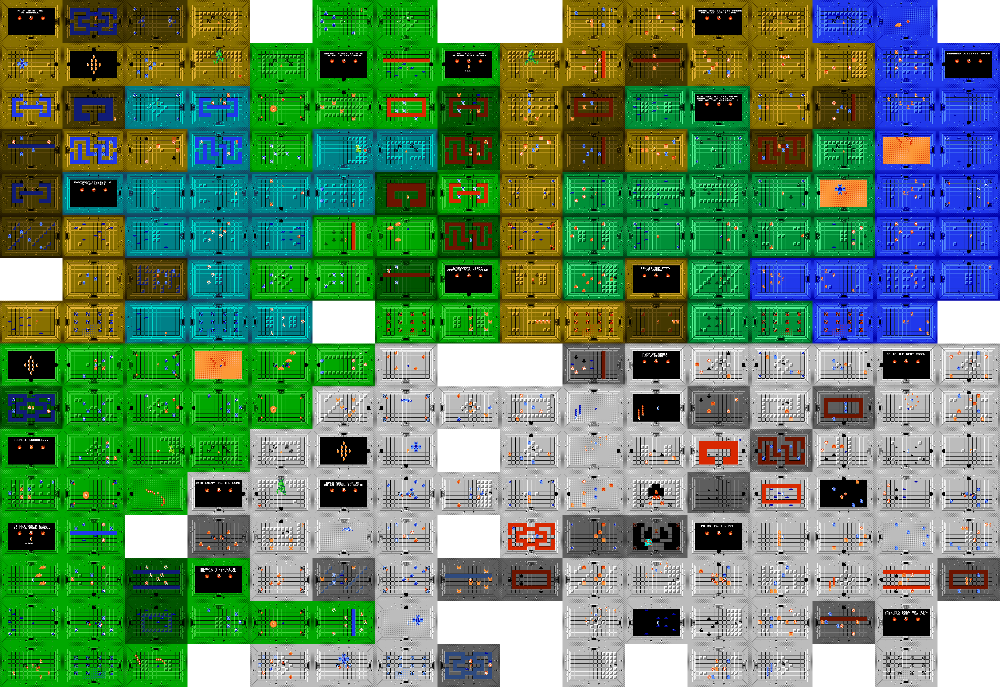 WALK INTO THE
WATERFALL.
THERE ARE SECRETS WHERE
FAIRIES DON'T LIVE.
A
SECRET POWER IS SAID
TO BE IN THE ARROW.
I BET YOU'D LIKE
TO HAVE MORE BOMBS.
-100
A
DODONGO DISLIKES SMOKE.
DID YOU GET THE SWORD
FROM THE OLD MAN ON
TOP OF THE WATERFALL?
A
A
EASTMOST PENNINSULA
IS THE SECRET.
A
DIGDOGGER HATES
CERTAIN KIND OF SOUND.
AIM AT THE EYES
OF GOHMA.
A
EYES OF SKULL
HAS A SECRET.
GO TO THE NEXT ROOM.
A
GRUMBLE,GRUMBLE...
A
C
10TH ENEMY HAS THE BOMB.
SPECTACLE ROCK IS
AN ENTRANCE TO DEATH.
A
E
I BET YOU'D LIKE
TO HAVE MORE BOMBS.
-100
A
PATRA HAS THE MAP.
THERE'S A SECRET IN
THE TIP OF THE NOSE.
F
A
C
B
ONES WHO DOES NOT HAVE
TRIFORCE CAN'T GO IN.
D
D